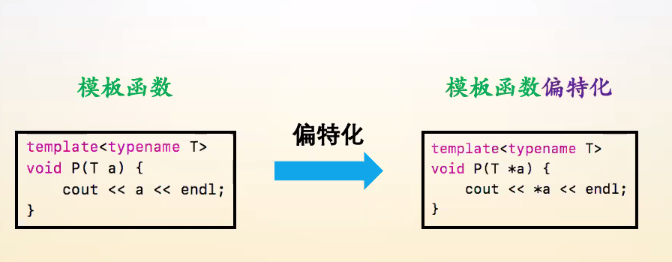 模板函数
template<typename T>
void P(T a) {
    cout << a << endl;
}
偏特化
模板函数偏特化
template<typename T>
void P(T *a) {
    cout << *a << endl;
}